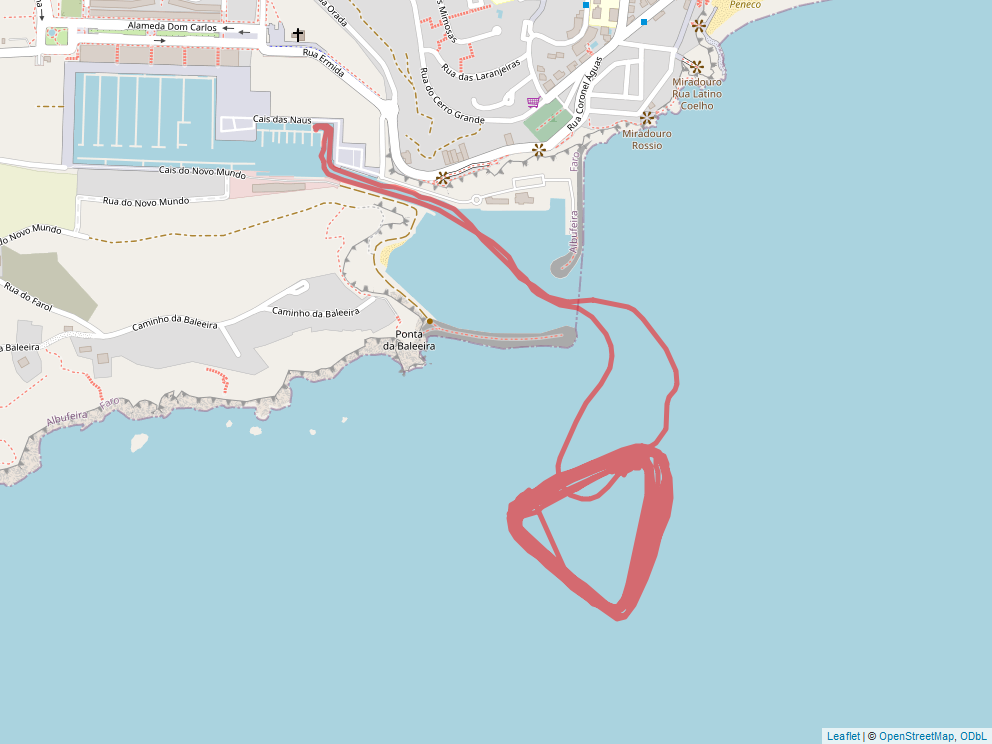 na
Orada
Alameda Dom Carlos
Rua Ermida
s Mimosas
Rua das Laranjeiras
Rua do Cerro Grande
Rua Coronel Águas
Peneco
Miradouro
Rua Latino
Coelho
Miradouro
Rossio
Cais das Naus
Cais do Novo Mundo
Rua do Novo Mundo
do Novo Mundo
Faro
Albufeira
Rua do Farol
Caminho da Baleeira
Caminho da Baleeira
a Baleeira
Ponta
da Baleeira
Albufeira
Faro
Leaflet | © OpenStreetMap, ODbL